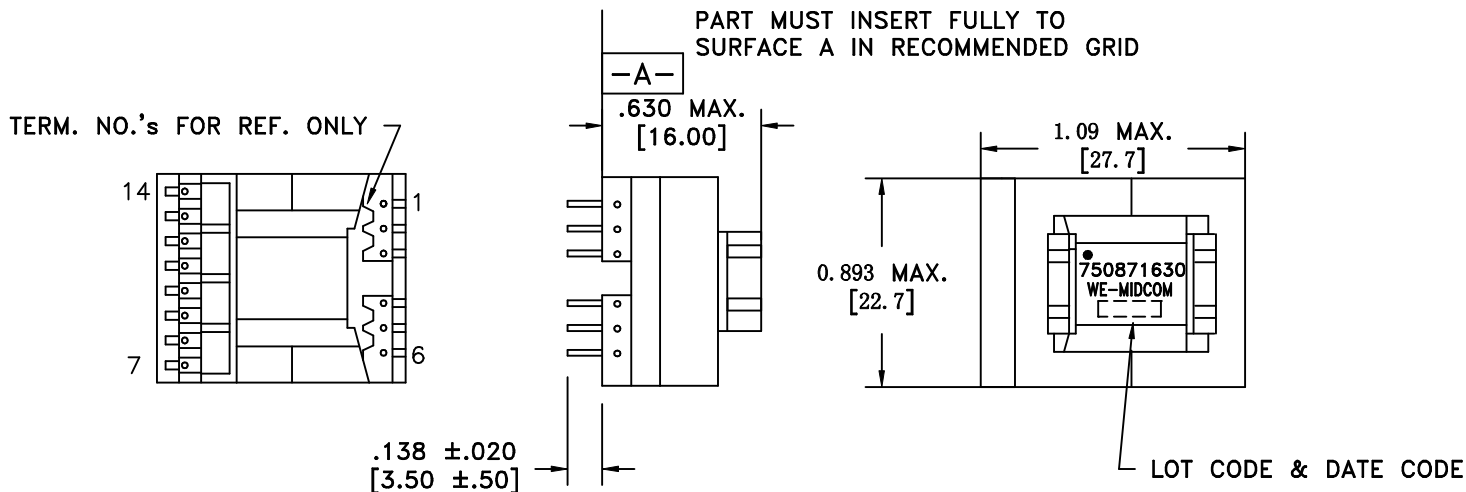 PART MUST INSERT FULLY TO
SURFACE A IN RECOMMENDED GRID
-A-
.630 MAX.
[16.00]
TERM. NO.'s FOR REF. ONLY
1.09 MAX.
[27.7]
14
1
7
6
0.893 MAX.
[22.7]
750871630
WE-MIDCOM
.138 ±.020
[3.50 ±.50]
LOT CODE & DATE CODE